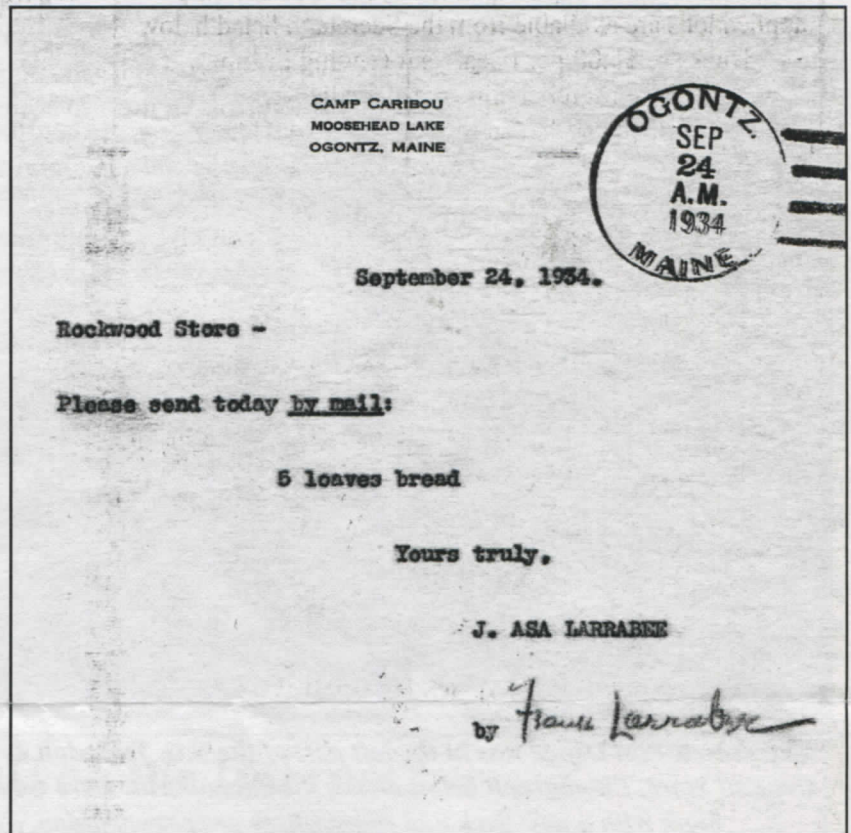 CAMP CARIBOU
MOOSEHEAD LAKE
OGONTZ, MAINE
OGONTZ.
SEP
24
A.M.
1934
MAINE
September 24, 1934.
Rockwood Store -
Please send today by mail:
5 loaves bread
Yours truly,
J. ASA LARRABEE
by Larrabee